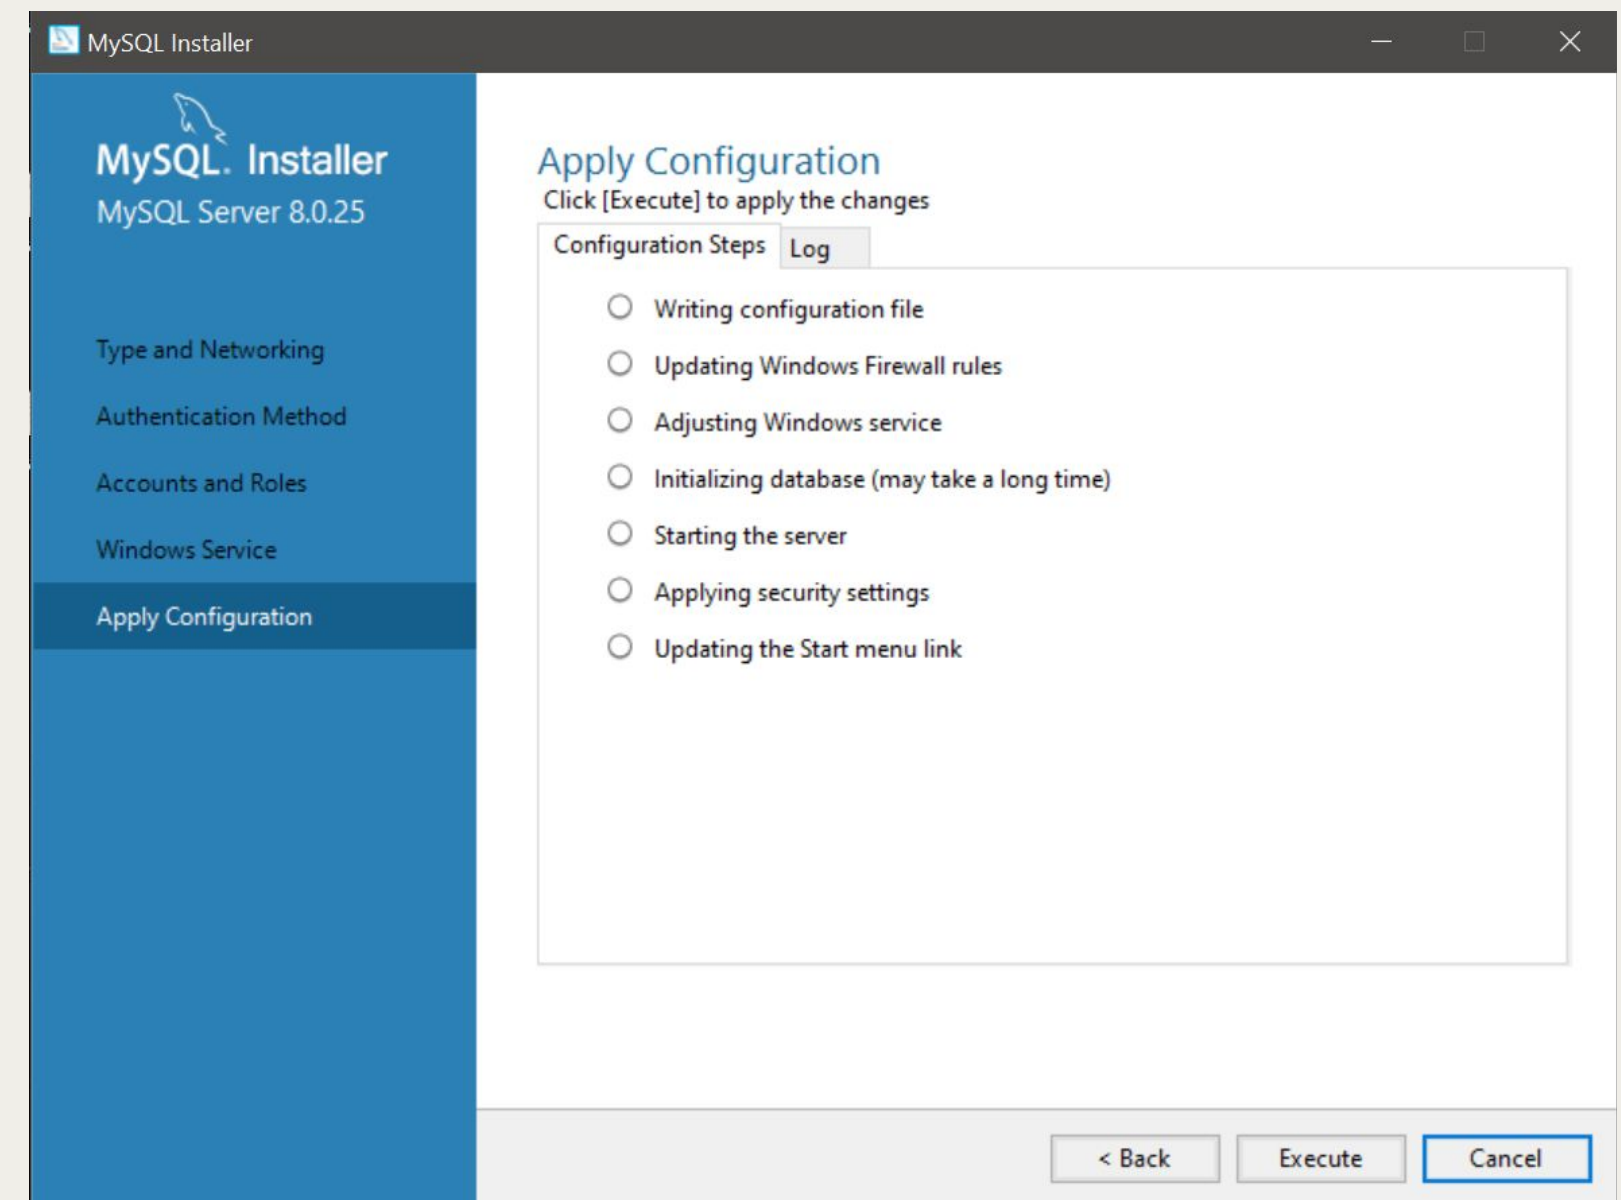 MySQL Installer
MySQL. Installer
MySQL Server 8.0.25
Type and Networking
Authentication Method
Accounts and Roles
Windows Service
Apply Configuration
Apply Configuration
Click [Execute] to apply the changes
Configuration Steps Log
Writing configuration file
Updating Windows Firewall rules
Adjusting Windows service
Initializing database (may take a long time)
Starting the server
Applying security settings
Updating the Start menu link
< Back Execute Cancel